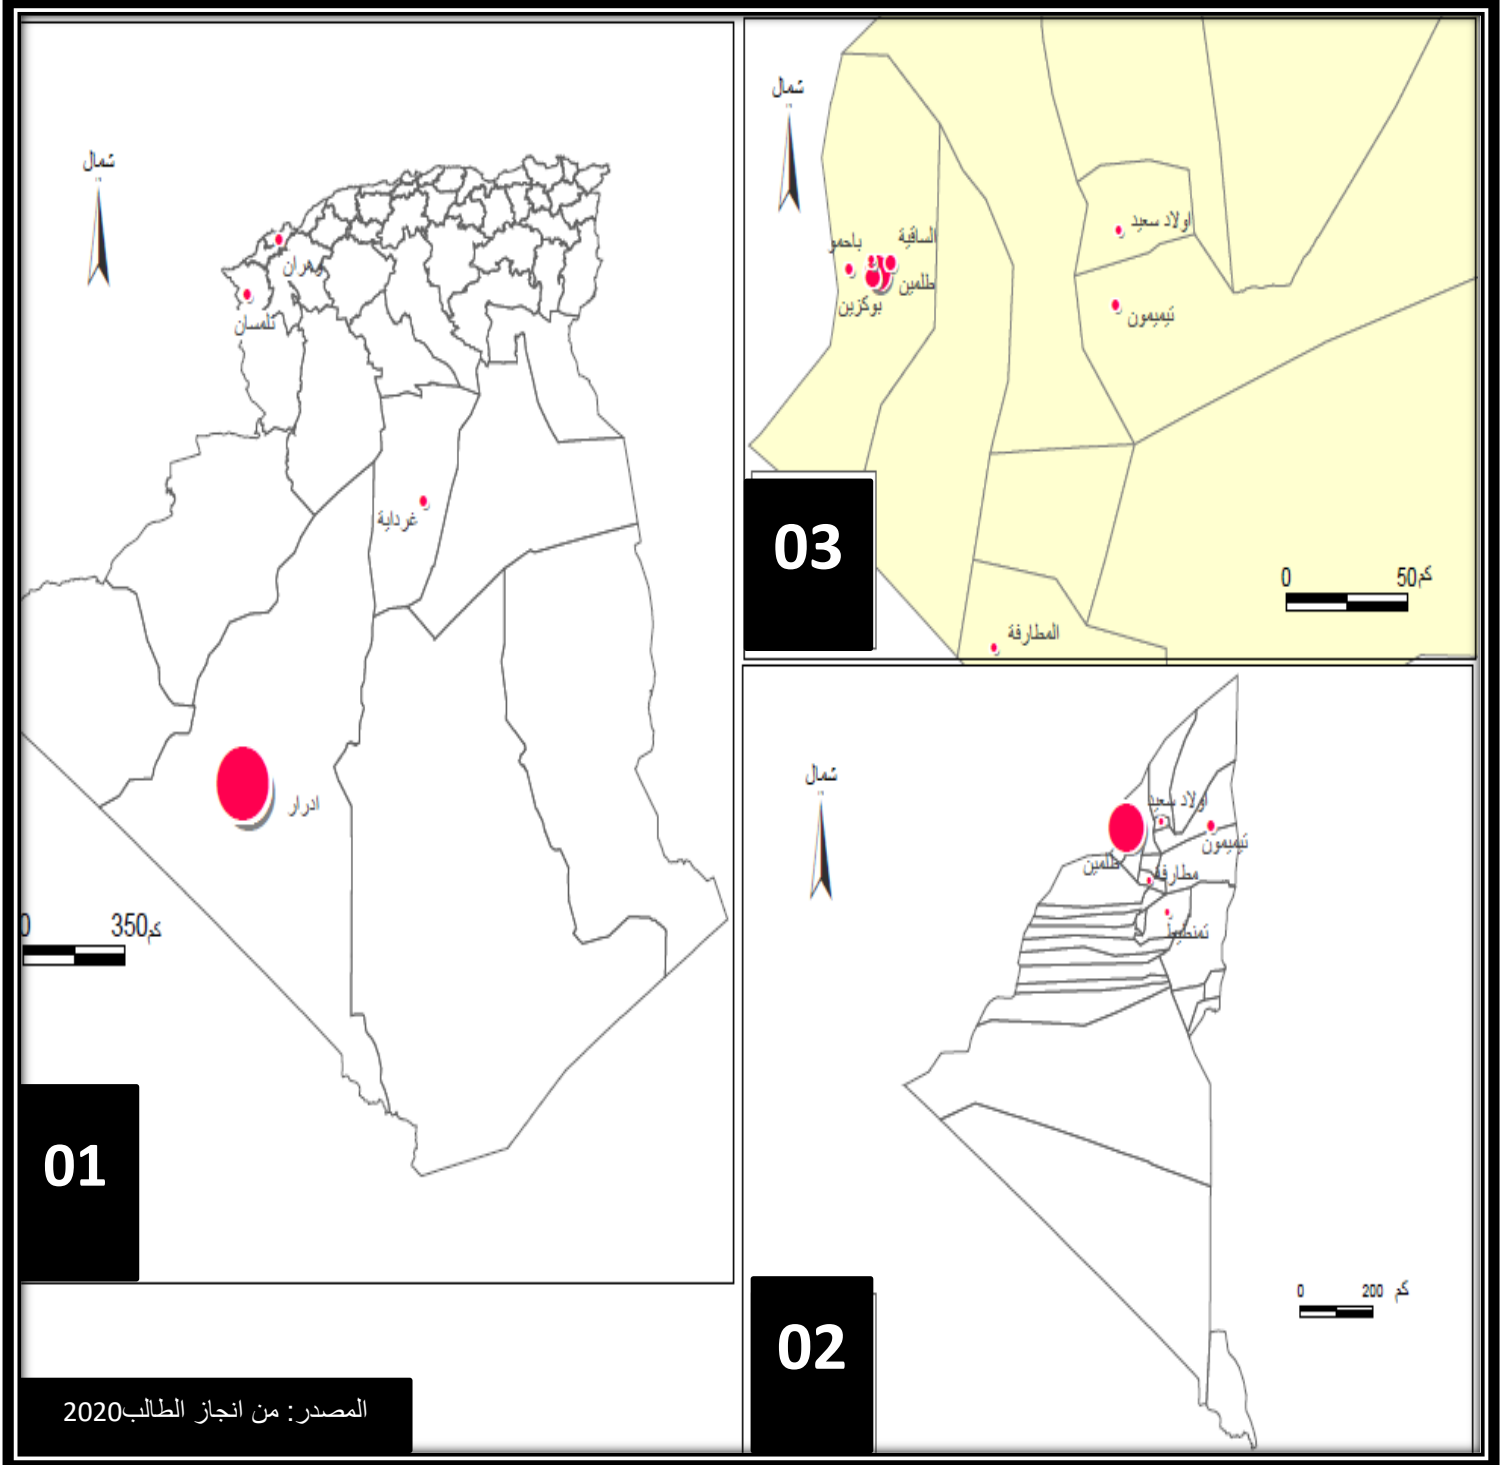 شمال
وهران
تلمسان
غرداية
ادرار
0 350كم
01
المصدر: من انجاز الطالب2020
شمال
اولاد سعيد
الساقية
باحمو
طلمين
بوكزين
تيميمون
03
0 50كم
المطارفة
شمال
اولاد سعيد
تيميمون
طلمين
مطارفة
تمنطيط
0 200 كم
02